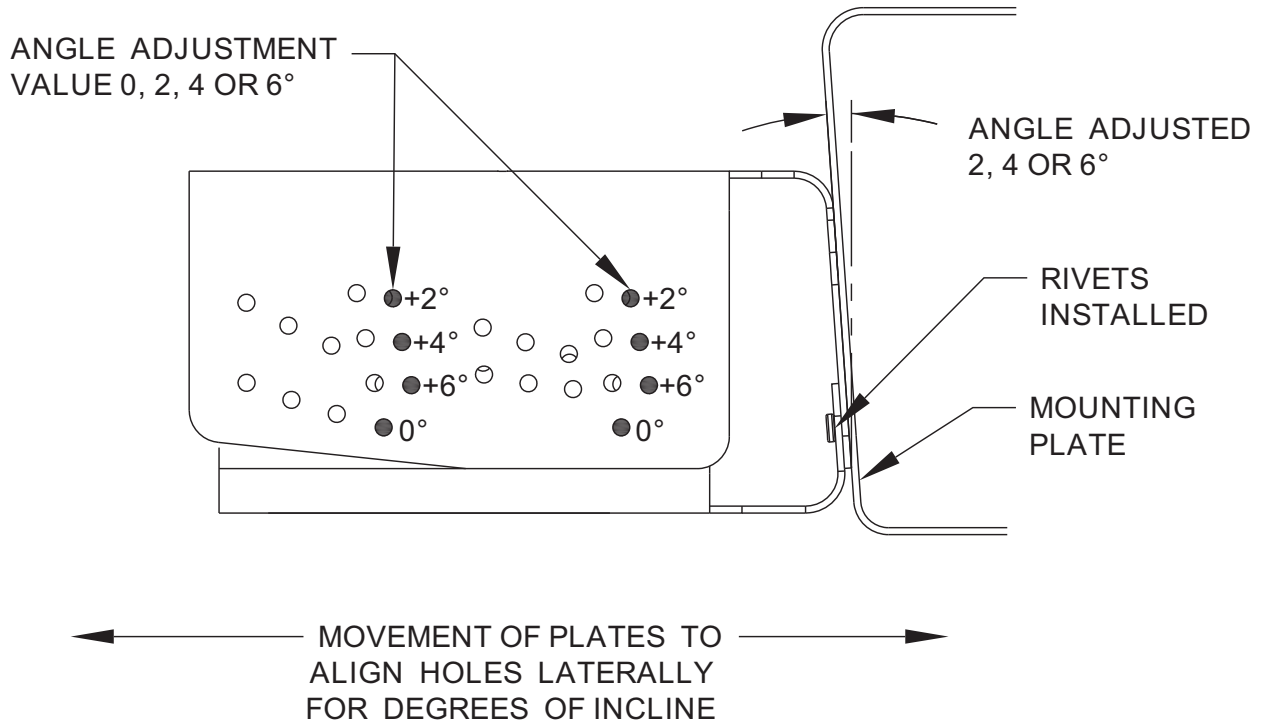 ANGLE ADJUSTMENT
VALUE 0, 2, 4 OR 6°
ANGLE ADJUSTED
2, 4 OR 6°
RIVETS
INSTALLED
+2°
+2°
+4°
+4°
+6°
+6°
0°
0°
MOUNTING
PLATE
MOVEMENT OF PLATES TO
ALIGN HOLES LATERALLY
FOR DEGREES OF INCLINE